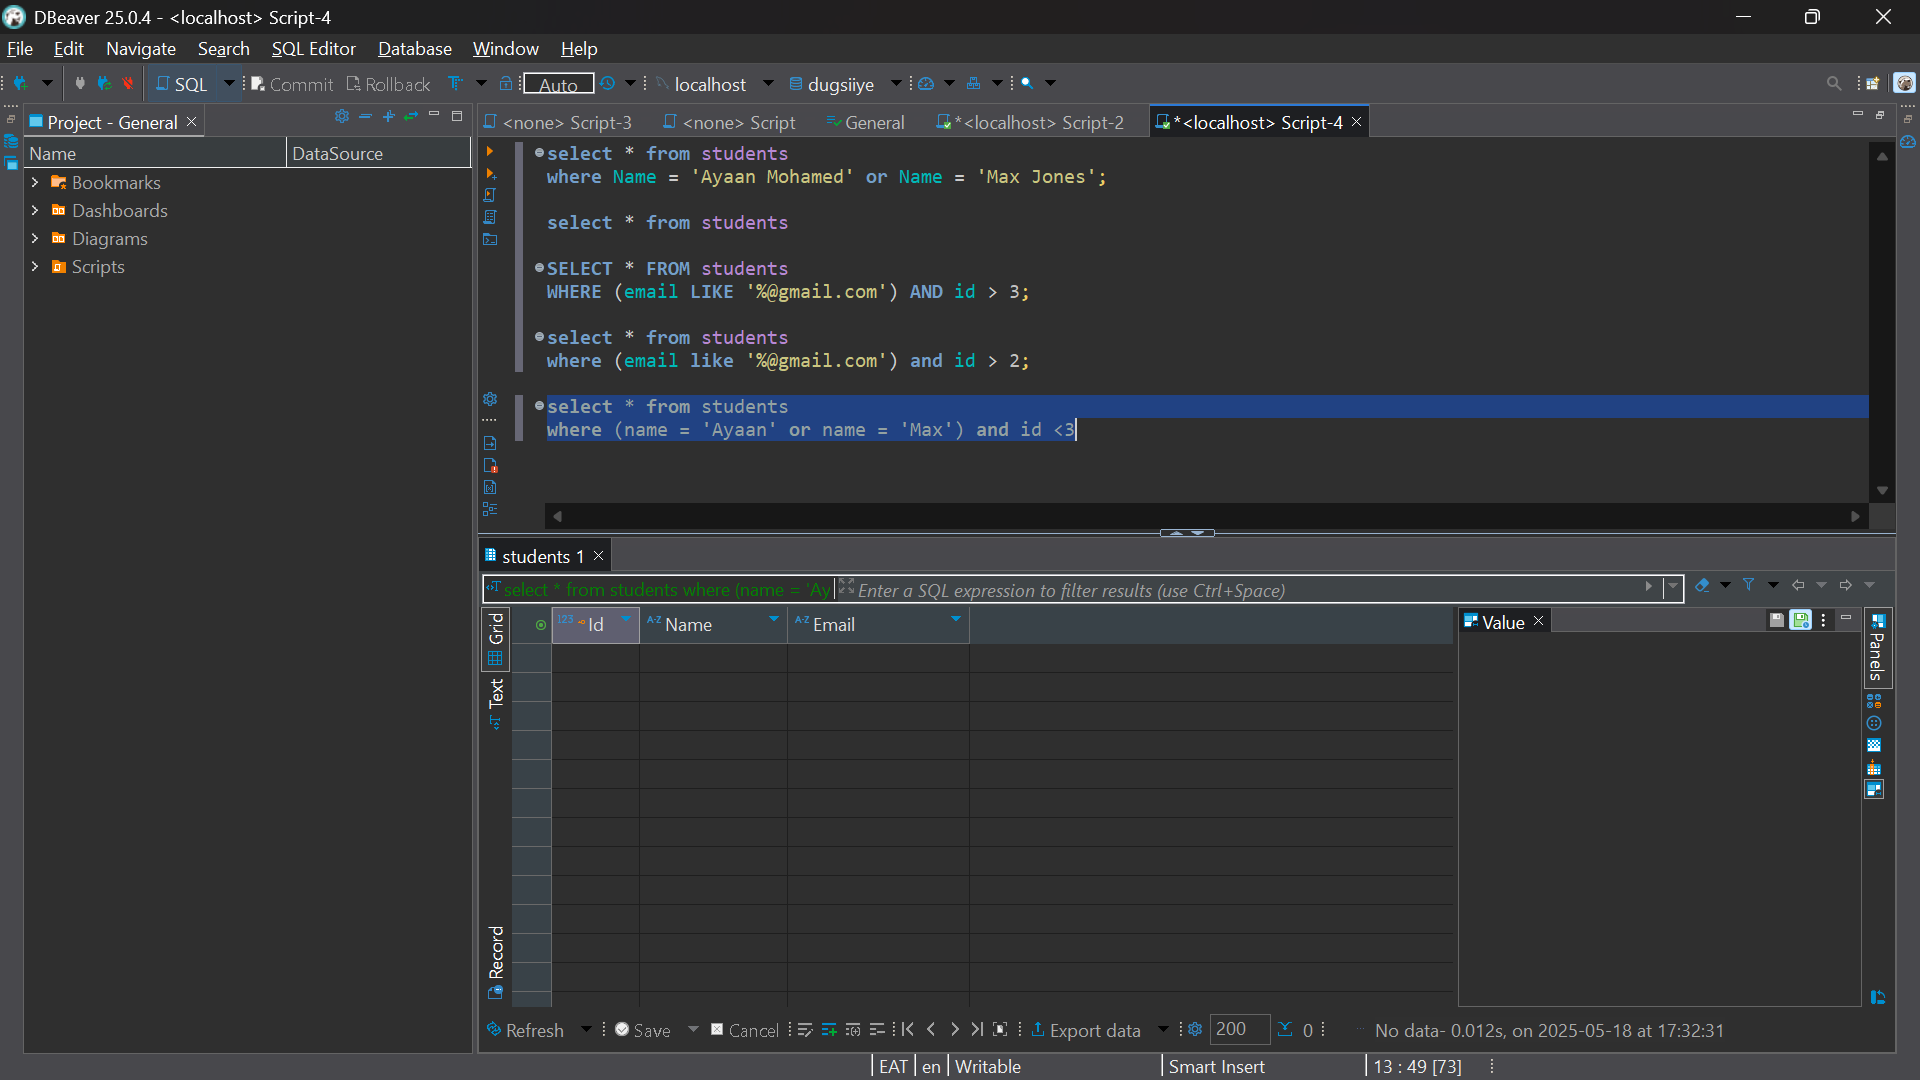 DBeaver 25.0.4 - <localhost> Script-4
File Edit Navigate Search SQL Editor Database Window Help
SQL Commit Rollback Auto localhost dugsiiye
Project - General
<none> Script-3 <none> Script General *<localhost> Script-2 *<localhost> Script-4
Name DataSource
Bookmarks
Dashboards
Diagrams
Scripts
select * from students
where Name = 'Ayaan Mohamed' or Name = 'Max Jones';
select * from students
SELECT * FROM students
WHERE (email LIKE '%@gmail.com') AND id > 3;
select * from students
where (email like '%@gmail.com') and id > 2;
select * from students
where (name = 'Ayaan' or name = 'Max') and id <3
students 1
select * from students where (name = 'Ay Enter a SQL expression to filter results (use Ctrl+Space)
Grid
Text
Record
123 Id A-Z Name A-Z Email
Value
Panels
Refresh Save Cancel Export data 200 0 No data- 0.012s, on 2025-05-18 at 17:32:31
EAT en Writable Smart Insert 13 : 49 [73]